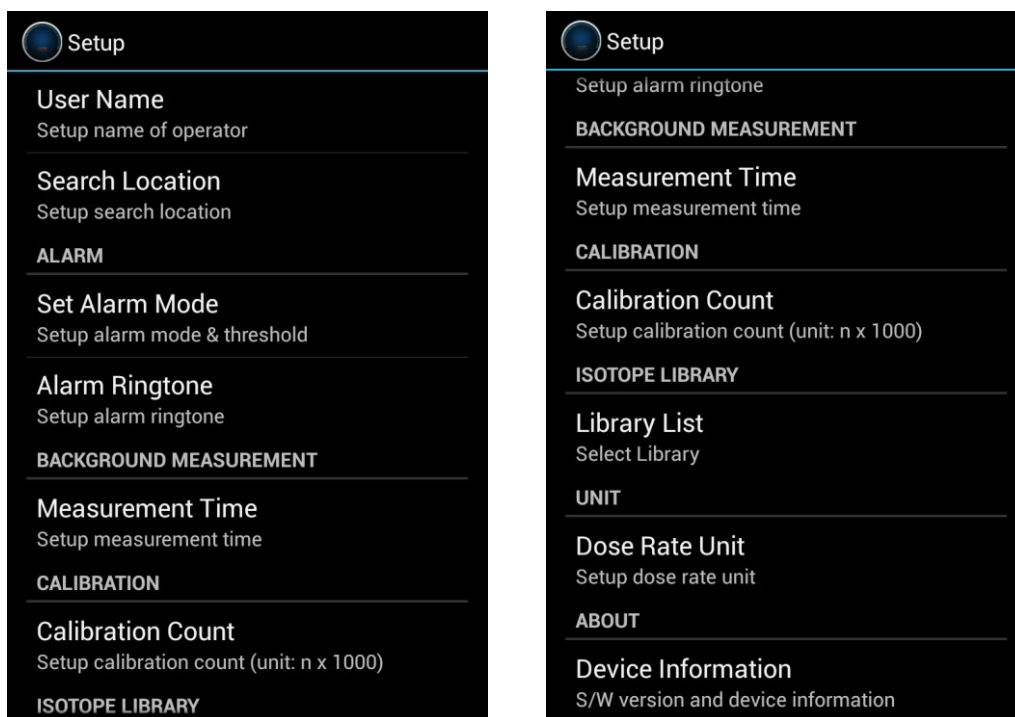 Setup
User Name
Setup name of operator
Search Location
Setup search location
ALARM
Set Alarm Mode
Setup alarm mode & threshold
Alarm Ringtone
Setup alarm ringtone
BACKGROUND MEASUREMENT
Measurement Time
Setup measurement time
CALIBRATION
Calibration Count
Setup calibration count (unit: n x 1000)
ISOTOPE LIBRARY
Setup
Setup alarm ringtone
BACKGROUND MEASUREMENT
Measurement Time
Setup measurement time
CALIBRATION
Calibration Count
Setup calibration count (unit: n x 1000)
ISOTOPE LIBRARY
Library List
Select Library
UNIT
Dose Rate Unit
Setup dose rate unit
ABOUT
Device Information
S/W version and device information